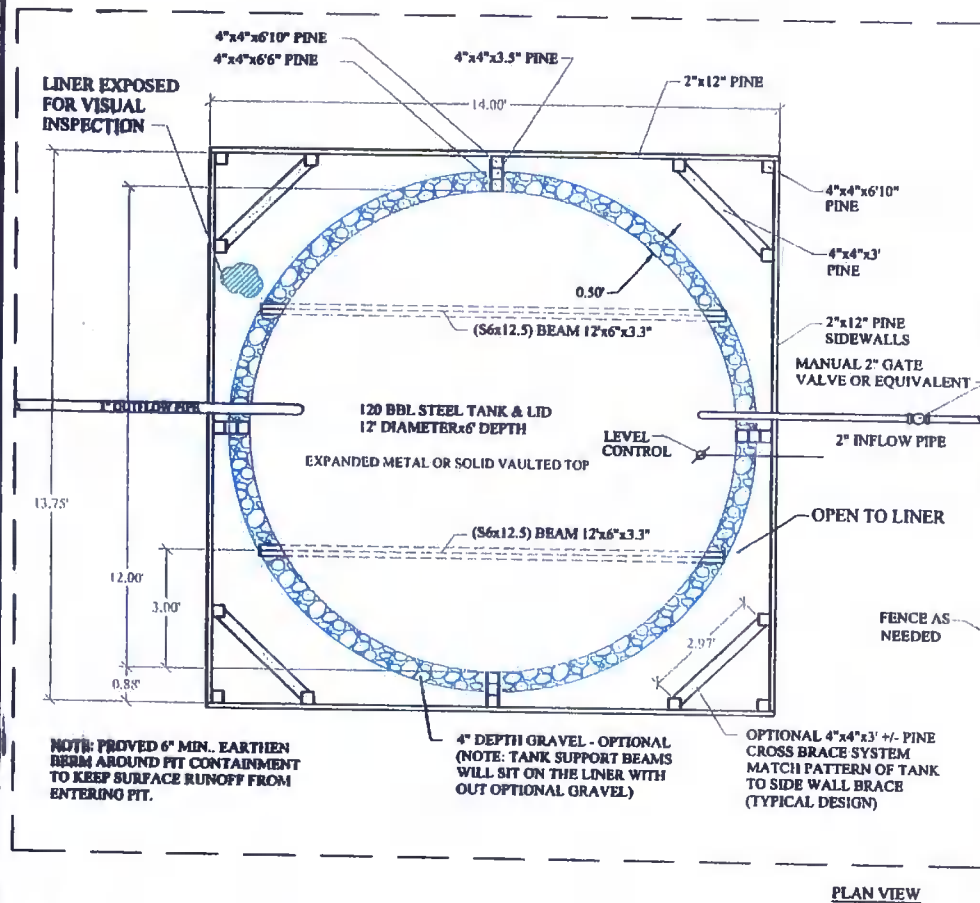 4"x4"x6'10" PINE
4"x4"x6'6" PINE
4"x4"x3.5" PINE
2"x12" PINE
LINER EXPOSED
FOR VISUAL
INSPECTION
14.00'
4"x4"x6'10"
PINE
4"x4"x3'
PINE
0.50'
(S6x12.5) BEAM 12'x6"x3.3"
2"x12" PINE
SIDEWALLS
MANUAL 2" GATE
VALVE OR EQUIVALENT
OUTFLOW PIPE
120 BBL STEEL TANK & LID
12' DIAMETERx6' DEPTH
LEVEL
CONTROL
2" INFLOW PIPE
EXPANDED METAL OR SOLID VAULTED TOP
13.75'
OPEN TO LINER
(S6x12.5) BEAM 12'x6"x3.3"
12.00'
3.00'
2.97'
FENCE AS
NEEDED
0.88'
NOTE: PROVED 6" MIN.. EARTHEN
BERM AROUND PIT CONTAINMENT
TO KEEP SURFACE RUNOFF FROM
ENTERING PIT.
4" DEPTH GRAVEL - OPTIONAL
(NOTE: TANK SUPPORT BEAMS
WILL SIT ON THE LINER WITH
OUT OPTIONAL GRAVEL)
OPTIONAL 4"x4"x3' +/- PINE
CROSS BRACE SYSTEM
MATCH PATTERN OF TANK
TO SIDE WALL BRACE
(TYPICAL DESIGN)
PLAN VIEW